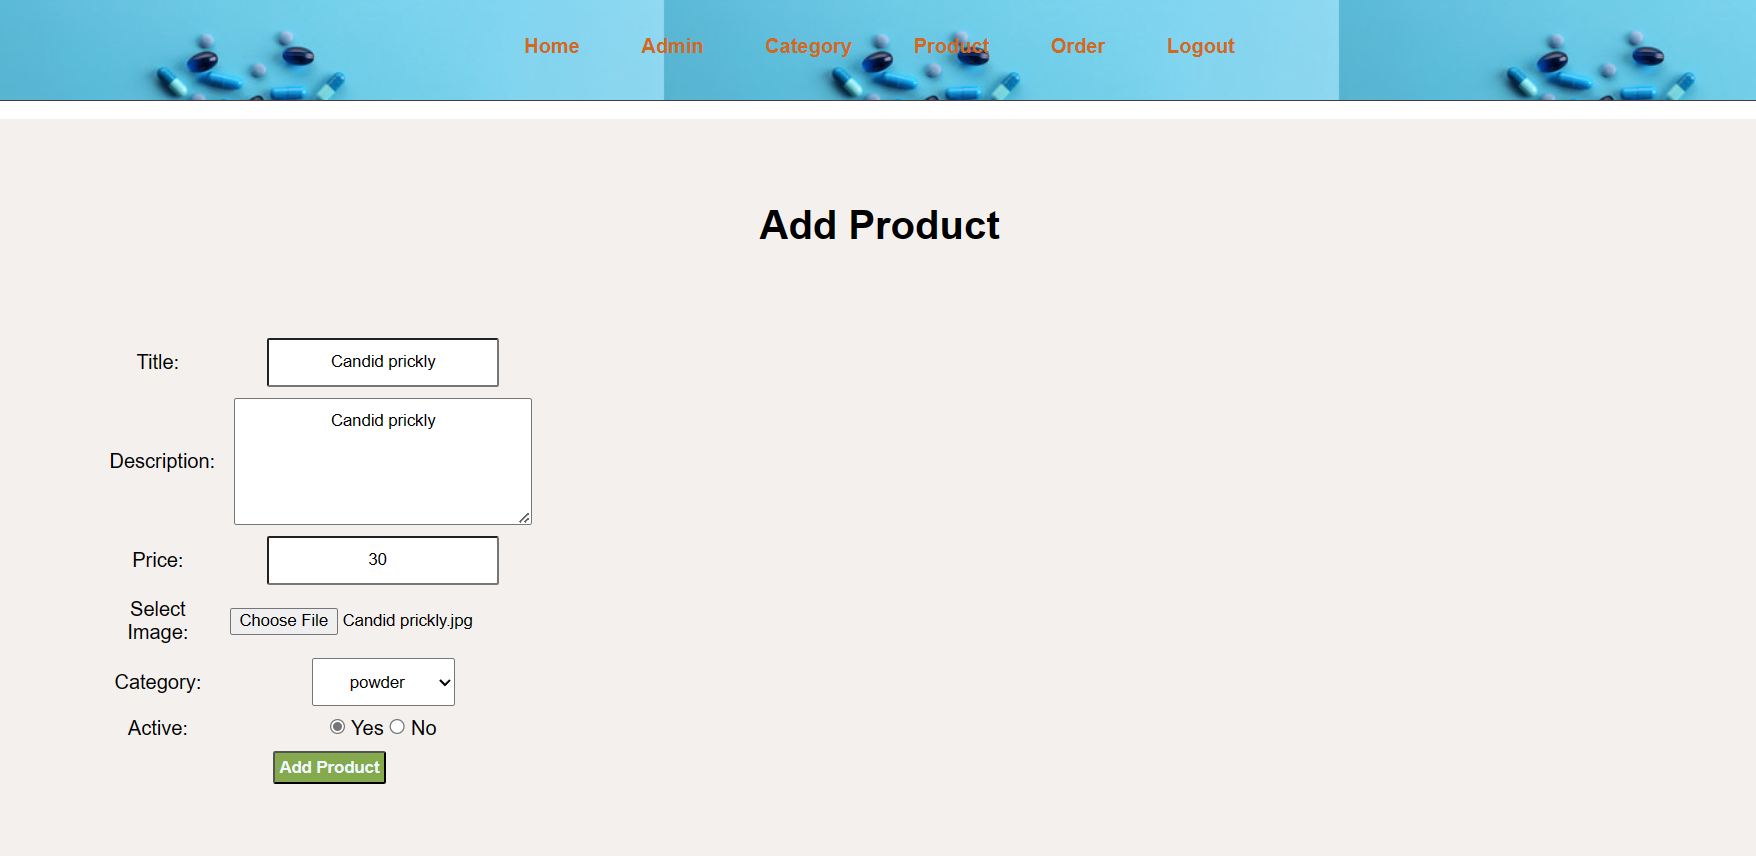 Home Admin Category Product Order Logout
Add Product
Title: Candid prickly
Description: Candid prickly
Price: 30
Select
Image: Choose File Candid prickly.jpg
Category: powder
Active: Yes No
Add Product